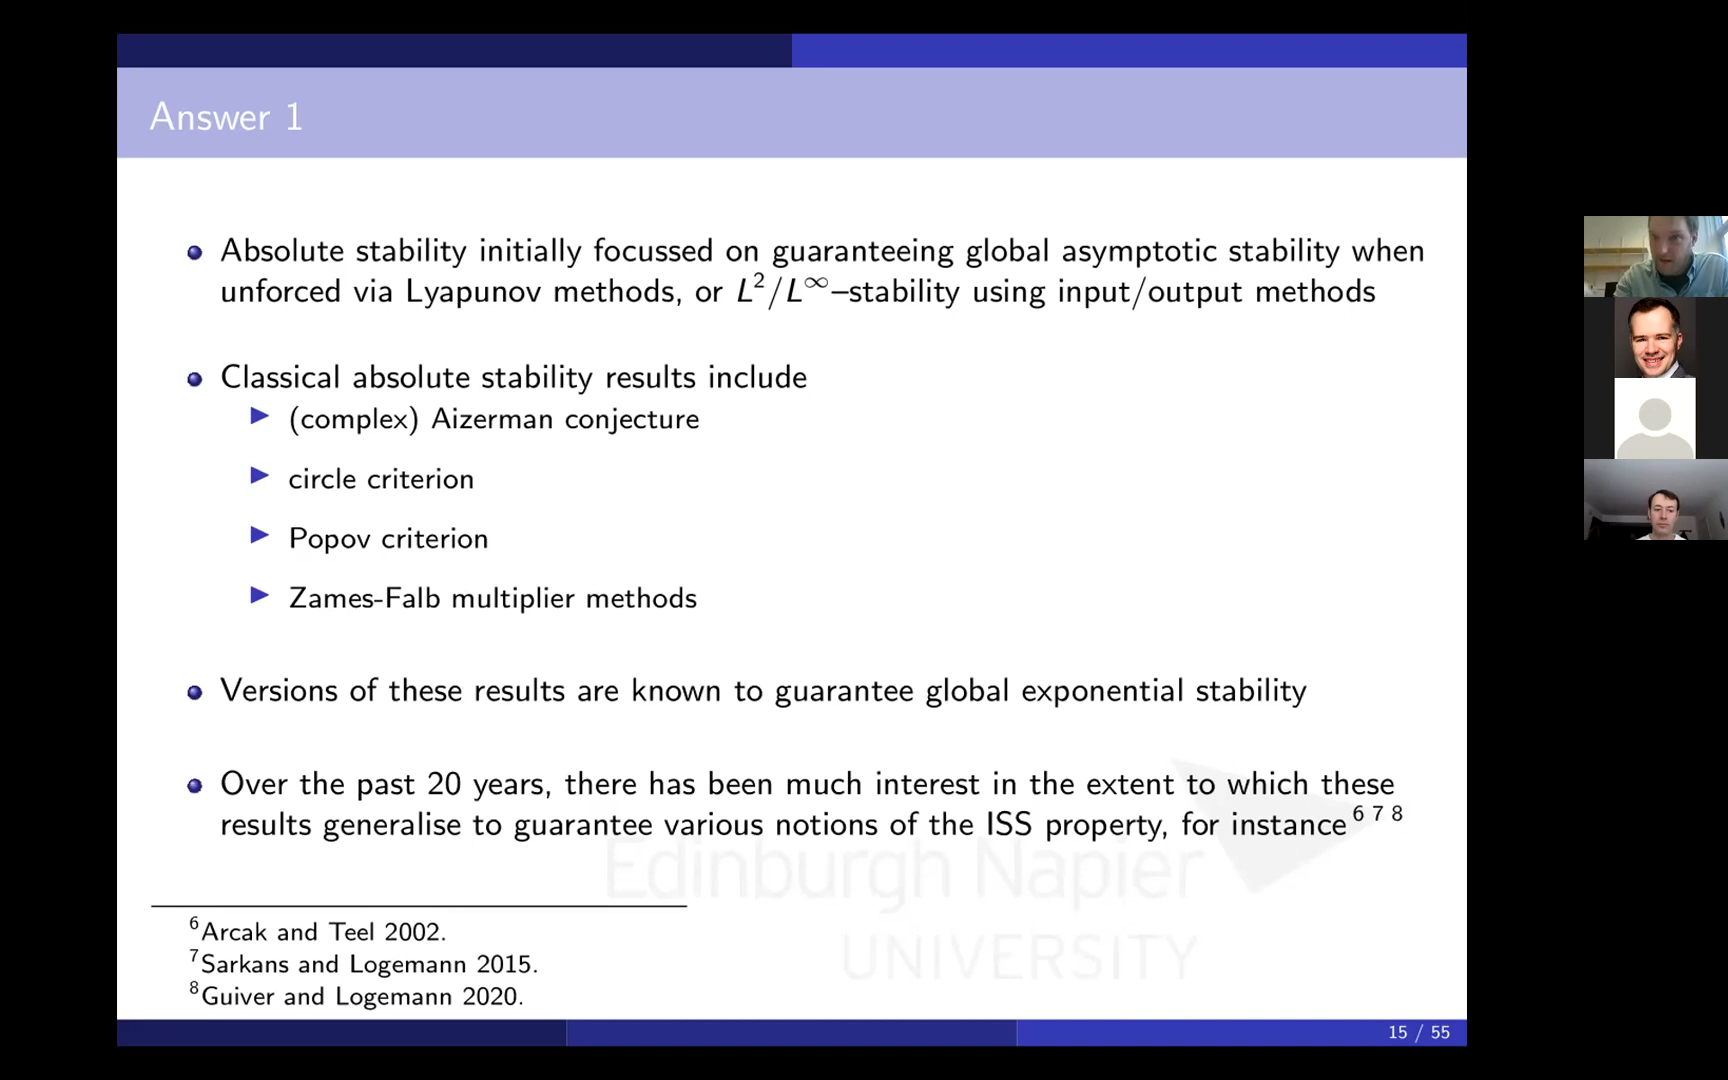 Answer 1
Absolute stability initially focussed on guaranteeing global asymptotic stability when
unforced via Lyapunov methods, or L²/L∞–stability using input/output methods
Classical absolute stability results include
(complex) Aizerman conjecture
circle criterion
Popov criterion
Zames-Falb multiplier methods
Versions of these results are known to guarantee global exponential stability
Over the past 20 years, there has been much interest in the extent to which these
results generalise to guarantee various notions of the ISS property, for instance⁶ ⁷ ⁸
Edinburgh Napier
UNIVERSITY
⁶Arcak and Teel 2002.
⁷Sarkans and Logemann 2015.
⁸Guiver and Logemann 2020.
15 / 55